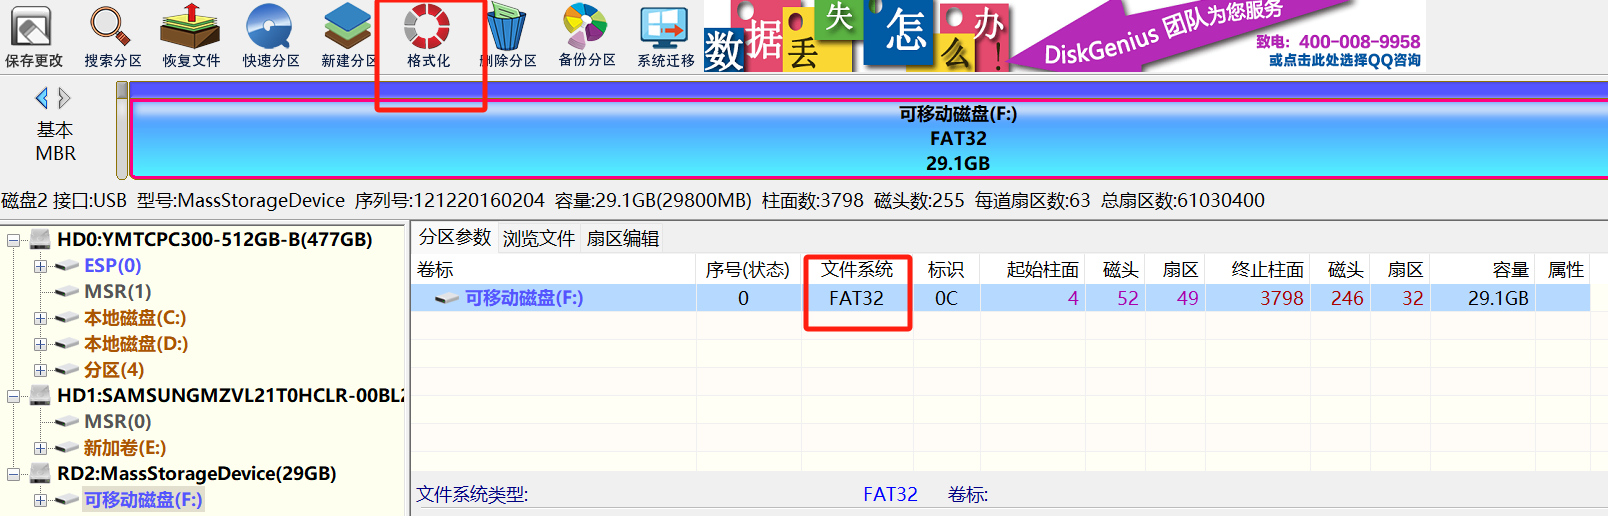 保存更改 搜索分区 恢复文件 快速分区 新建分区 格式化 删除分区 备份分区 系统迁移
数据丢失怎么办!
DiskGenius 团队为您服务
致电: 400-008-9958
或点击此处选择QQ咨询
基本
MBR
可移动磁盘(F:)
FAT32
29.1GB
磁盘2 接口:USB 型号:MassStorageDevice 序列号:121220160204 容量:29.1GB(29800MB) 柱面数:3798 磁头数:255 每道扇区数:63 总扇区数:61030400
HD0:YMTCPC300-512GB-B(477GB)
ESP(0)
MSR(1)
本地磁盘(C:)
本地磁盘(D:)
分区(4)
HD1:SAMSUNGMZVL21T0HCLR-00BL2
MSR(0)
新加卷(E:)
RD2:MassStorageDevice(29GB)
可移动磁盘(F:)
分区参数 浏览文件 扇区编辑
卷标 序号(状态) 文件系统 标识 起始柱面 磁头 扇区 终止柱面 磁头 扇区 容量 属性
可移动磁盘(F:) 0 FAT32 0C 4 52 49 3798 246 32 29.1GB
文件系统类型: FAT32 卷标: